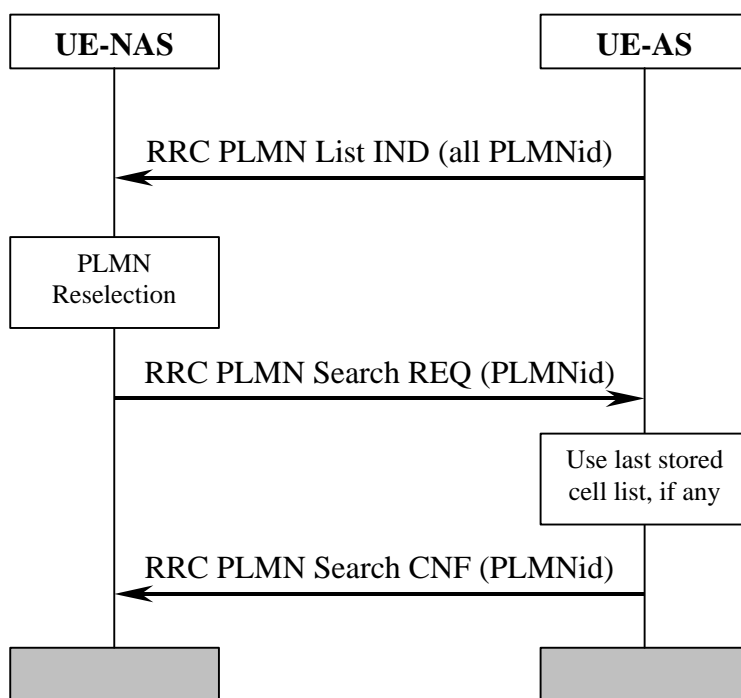 UE-NAS
UE-AS
RRC PLMN List IND (all PLMNid)
PLMN
Reselection
RRC PLMN Search REQ (PLMNid)
Use last stored
cell list, if any
RRC PLMN Search CNF (PLMNid)